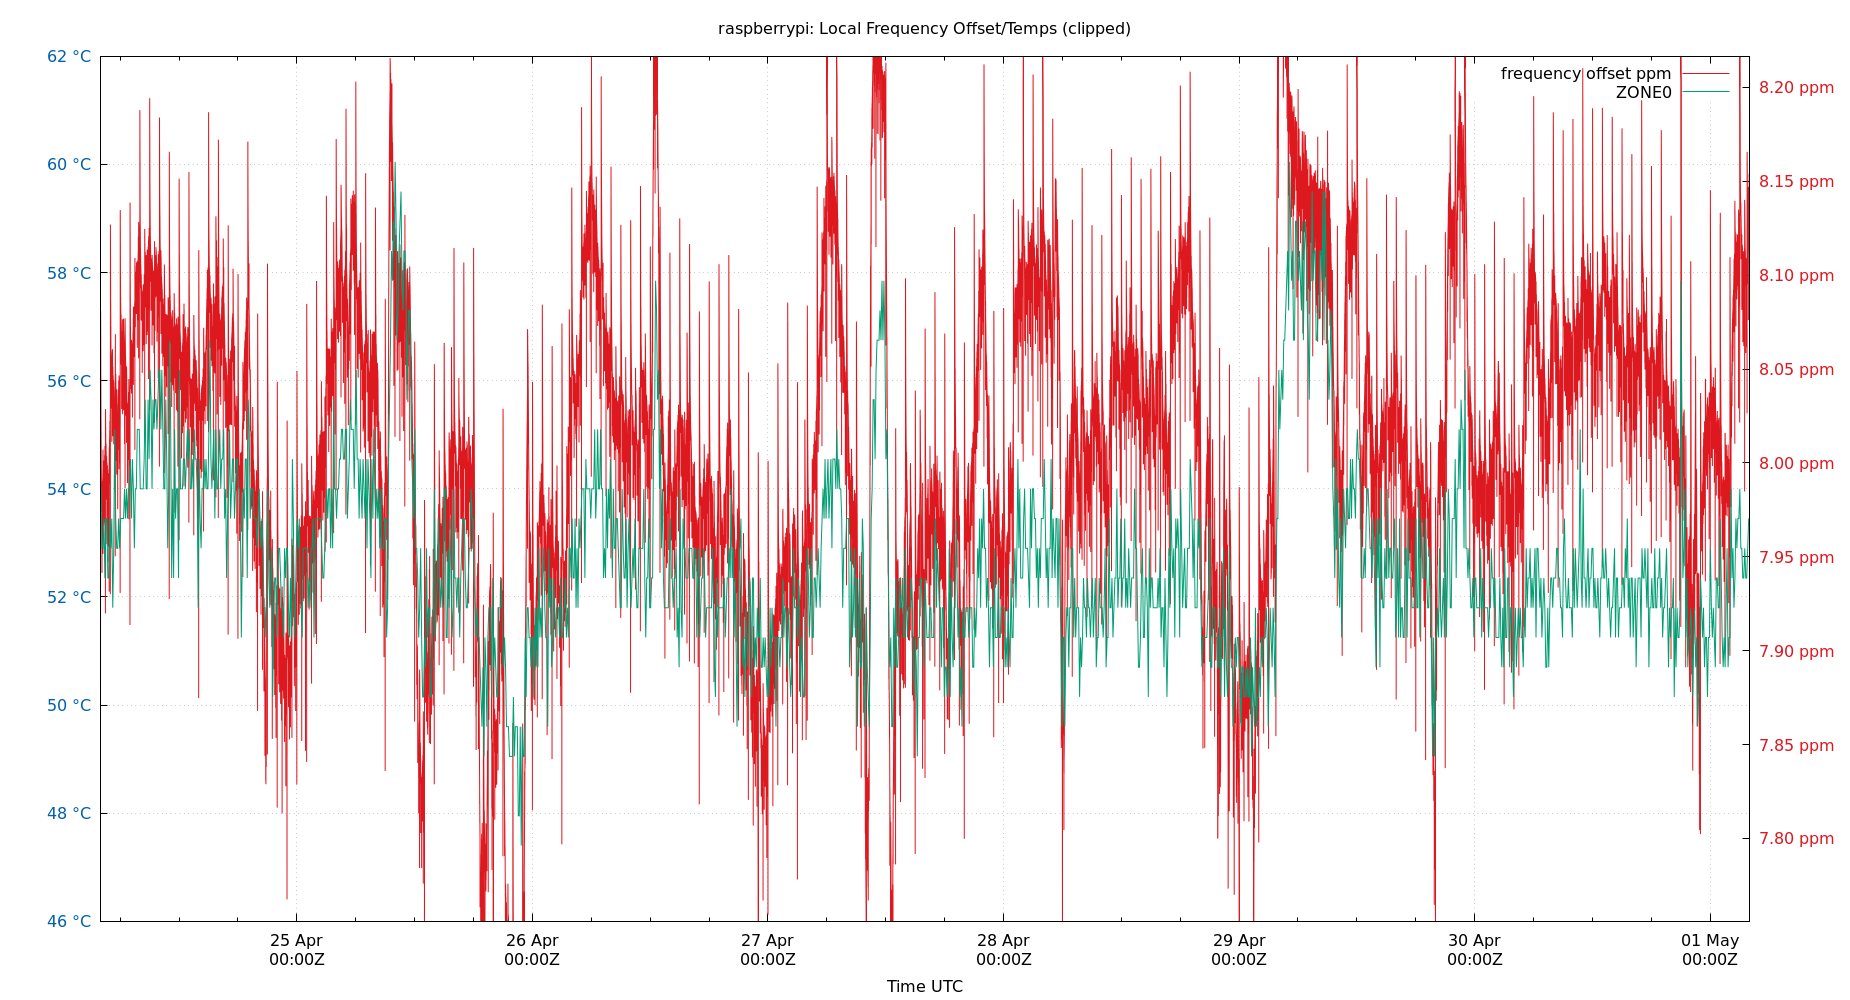 raspberrypi: Local Frequency Offset/Temps (clipped)
62 °C
60 °C
58 °C
56 °C
54 °C
52 °C
50 °C
48 °C
46 °C
frequency offset ppm
ZONE0
8.20 ppm
8.15 ppm
8.10 ppm
8.05 ppm
8.00 ppm
7.95 ppm
7.90 ppm
7.85 ppm
7.80 ppm
25 Apr
00:00Z
26 Apr
00:00Z
27 Apr
00:00Z
28 Apr
00:00Z
29 Apr
00:00Z
30 Apr
00:00Z
01 May
00:00Z
Time UTC